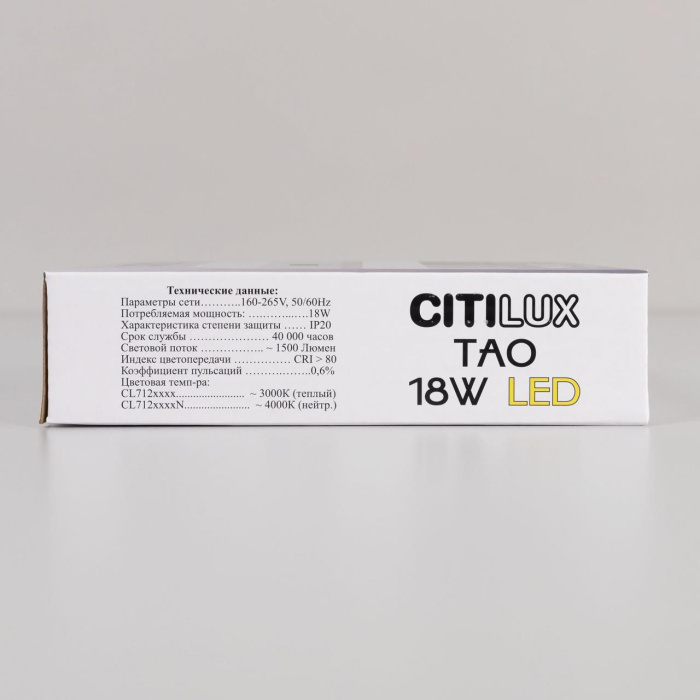 Технические данные:
Параметры сети...........160-265V, 50/60Hz
Потребляемая мощность: ...............18W
Характеристика степени защиты ...... IP20
Срок службы ....................... 40 000 часов
Световой поток .................. ~ 1500 Люмен
Индекс цветопередачи ................ CRI > 80
Коэффициент пульсаций ...................0,6%
Цветовая темп-ра:
CL712xxxx........................ ~ 3000К (теплый)
CL712xxxxN....................... ~ 4000К (нейтр.)
CITILUX
TAO
18W LED